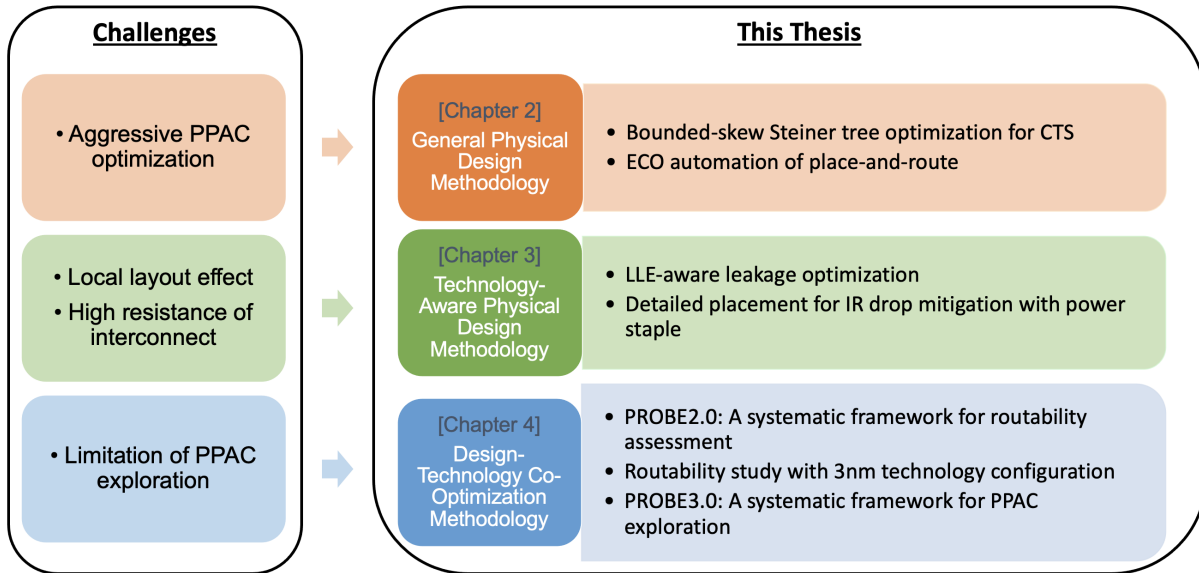 Challenges
• Aggressive PPAC
optimization
• Local layout effect
• High resistance of
interconnect
• Limitation of PPAC
exploration
This Thesis
[Chapter 2]
General Physical
Design
Methodology
• Bounded-skew Steiner tree optimization for CTS
• ECO automation of place-and-route
[Chapter 3]
Technology-
Aware Physical
Design
Methodology
• LLE-aware leakage optimization
• Detailed placement for IR drop mitigation with power
staple
[Chapter 4]
Design-
Technology Co-
Optimization
Methodology
• PROBE2.0: A systematic framework for routability
assessment
• Routability study with 3nm technology configuration
• PROBE3.0: A systematic framework for PPAC
exploration